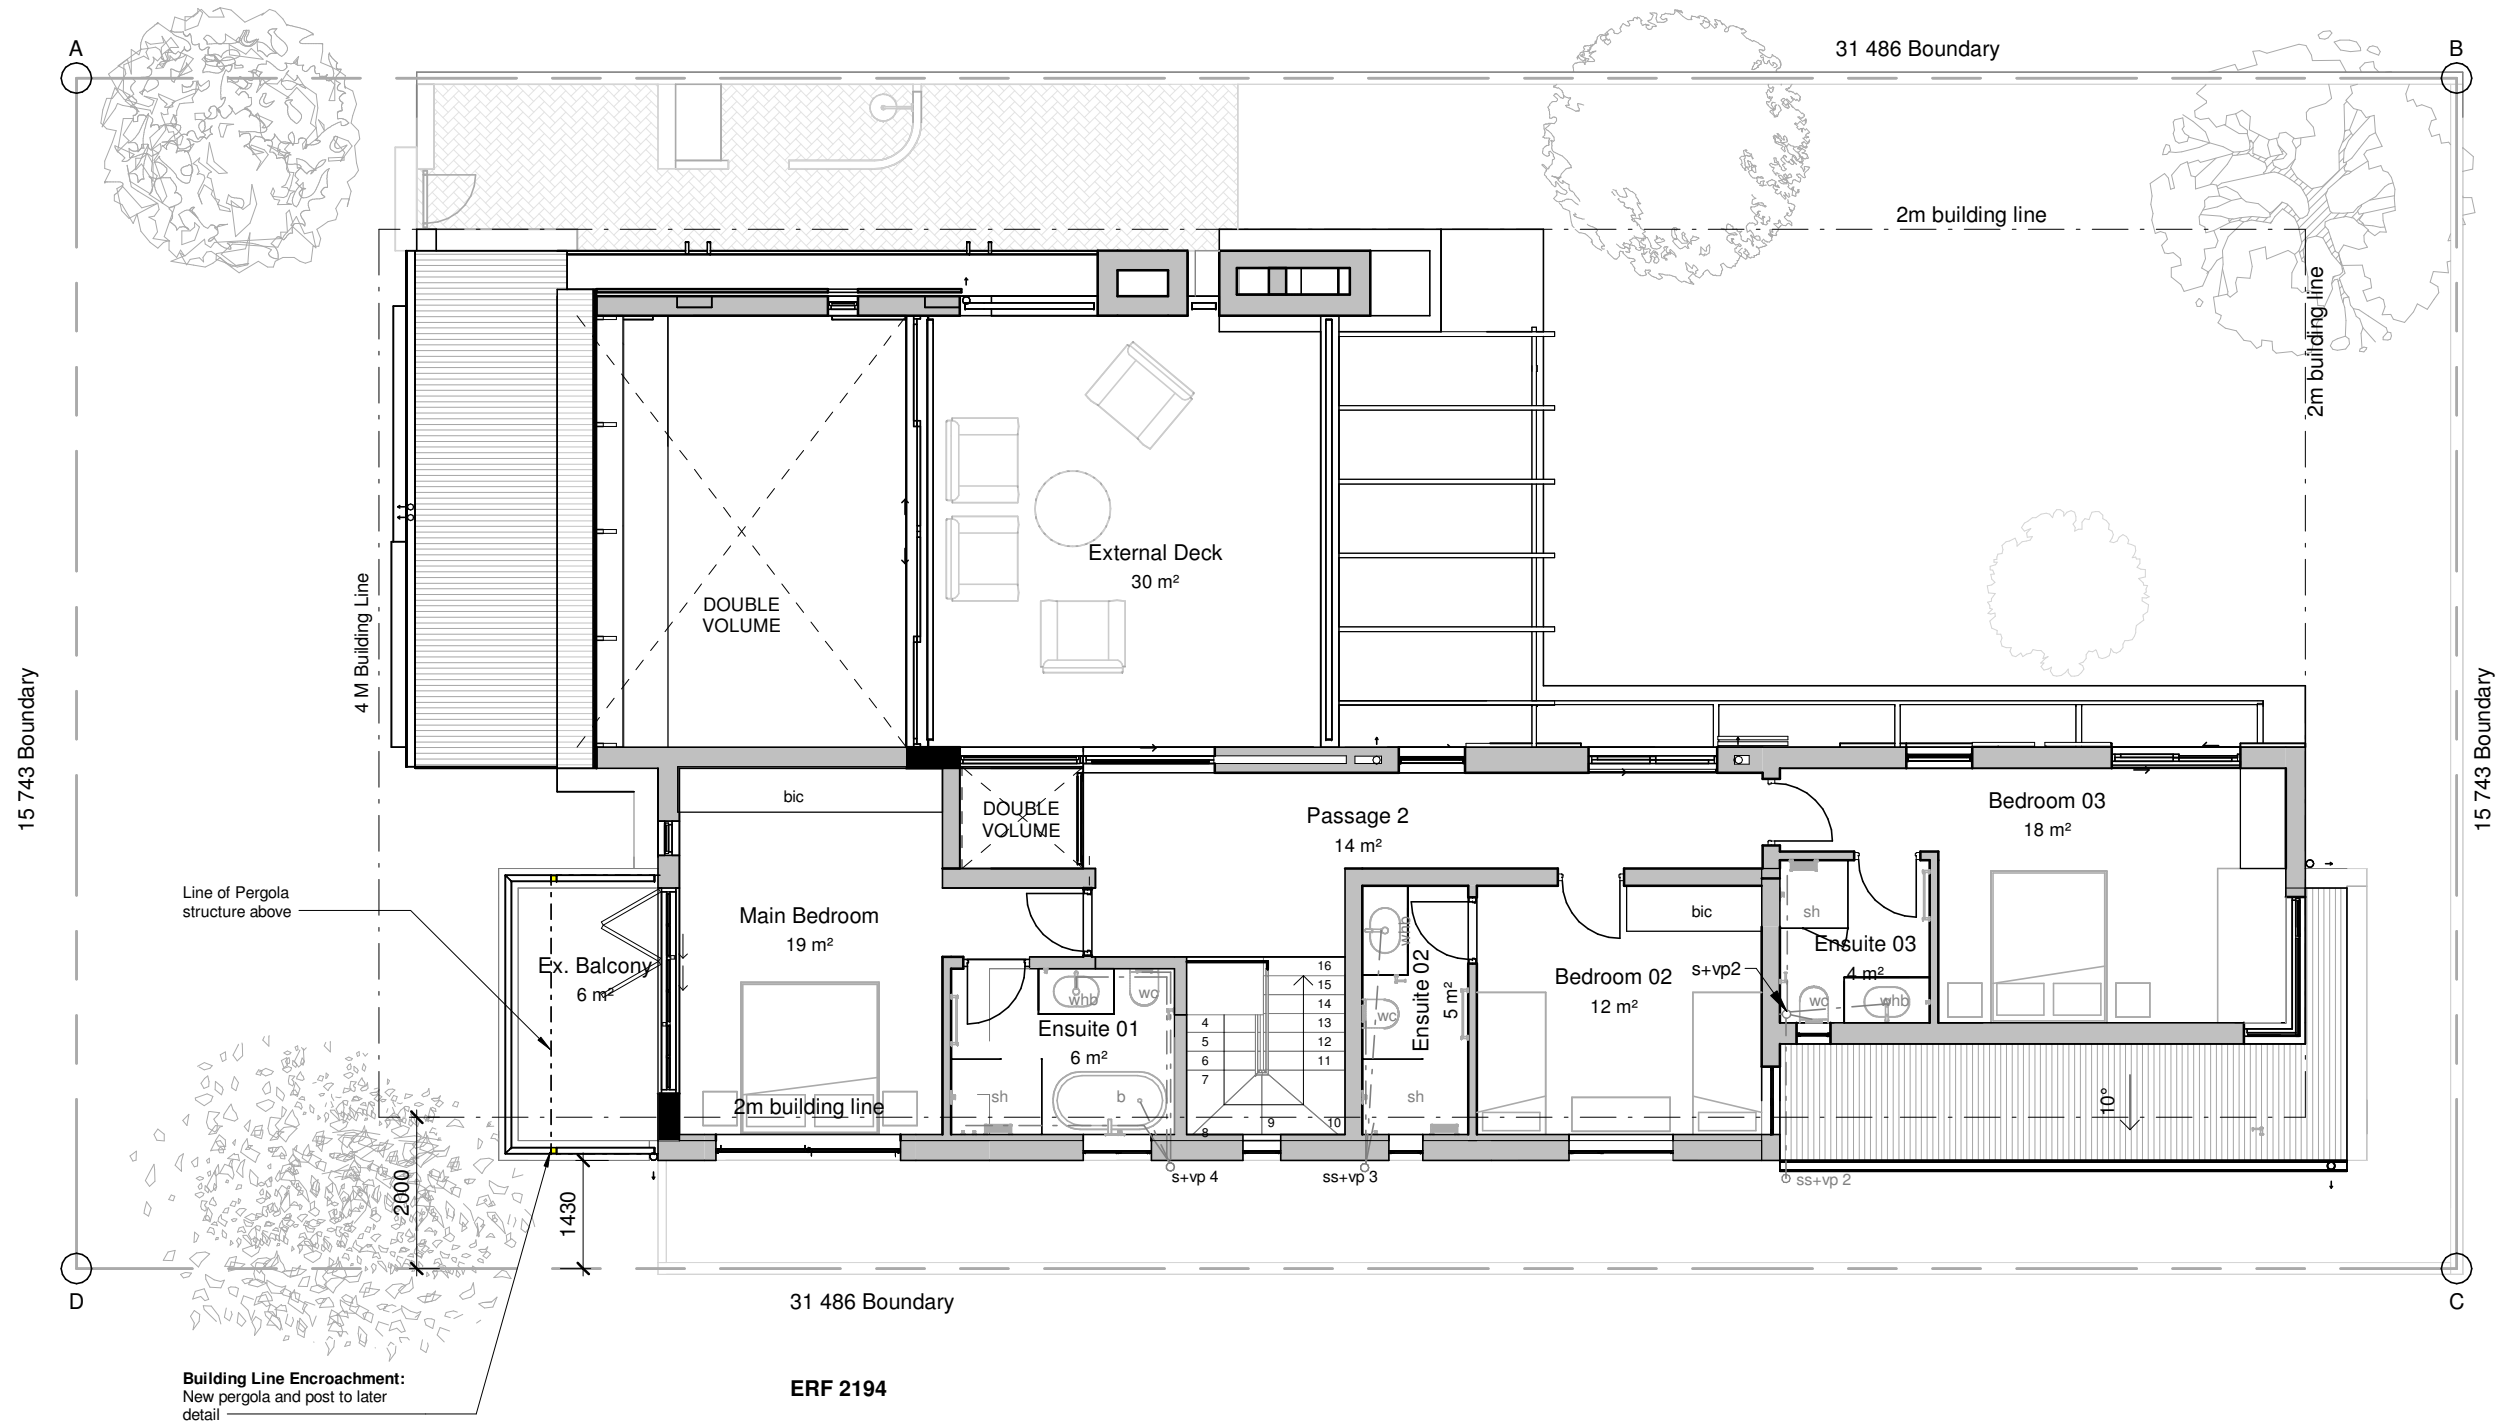 A
31 486 Boundary
B
2m building line
2m building line
4 M Building Line
15 743 Boundary
15 743 Boundary
External Deck
30 m²
DOUBLE
VOLUME
bic
DOUBLE
VOLUME
Passage 2
14 m²
Bedroom 03
18 m²
Line of Pergola
structure above
Main Bedroom
19 m²
Ex. Balcony
6 m²
whb
wc
Ensuite 01
6 m²
sh
b
2m building line
16
15
14
13
12
11
10
9
8
7
6
5
4
whb
wc
Ensuite 02
5 m²
sh
bic
Bedroom 02
12 m²
sh
Ensuite 03
4 m²
s+vp2
wc
whb
10°
s+vp 4
ss+vp 3
ss+vp 2
2000
1430
D
31 486 Boundary
C
Building Line Encroachment:
New pergola and post to later
detail
ERF 2194